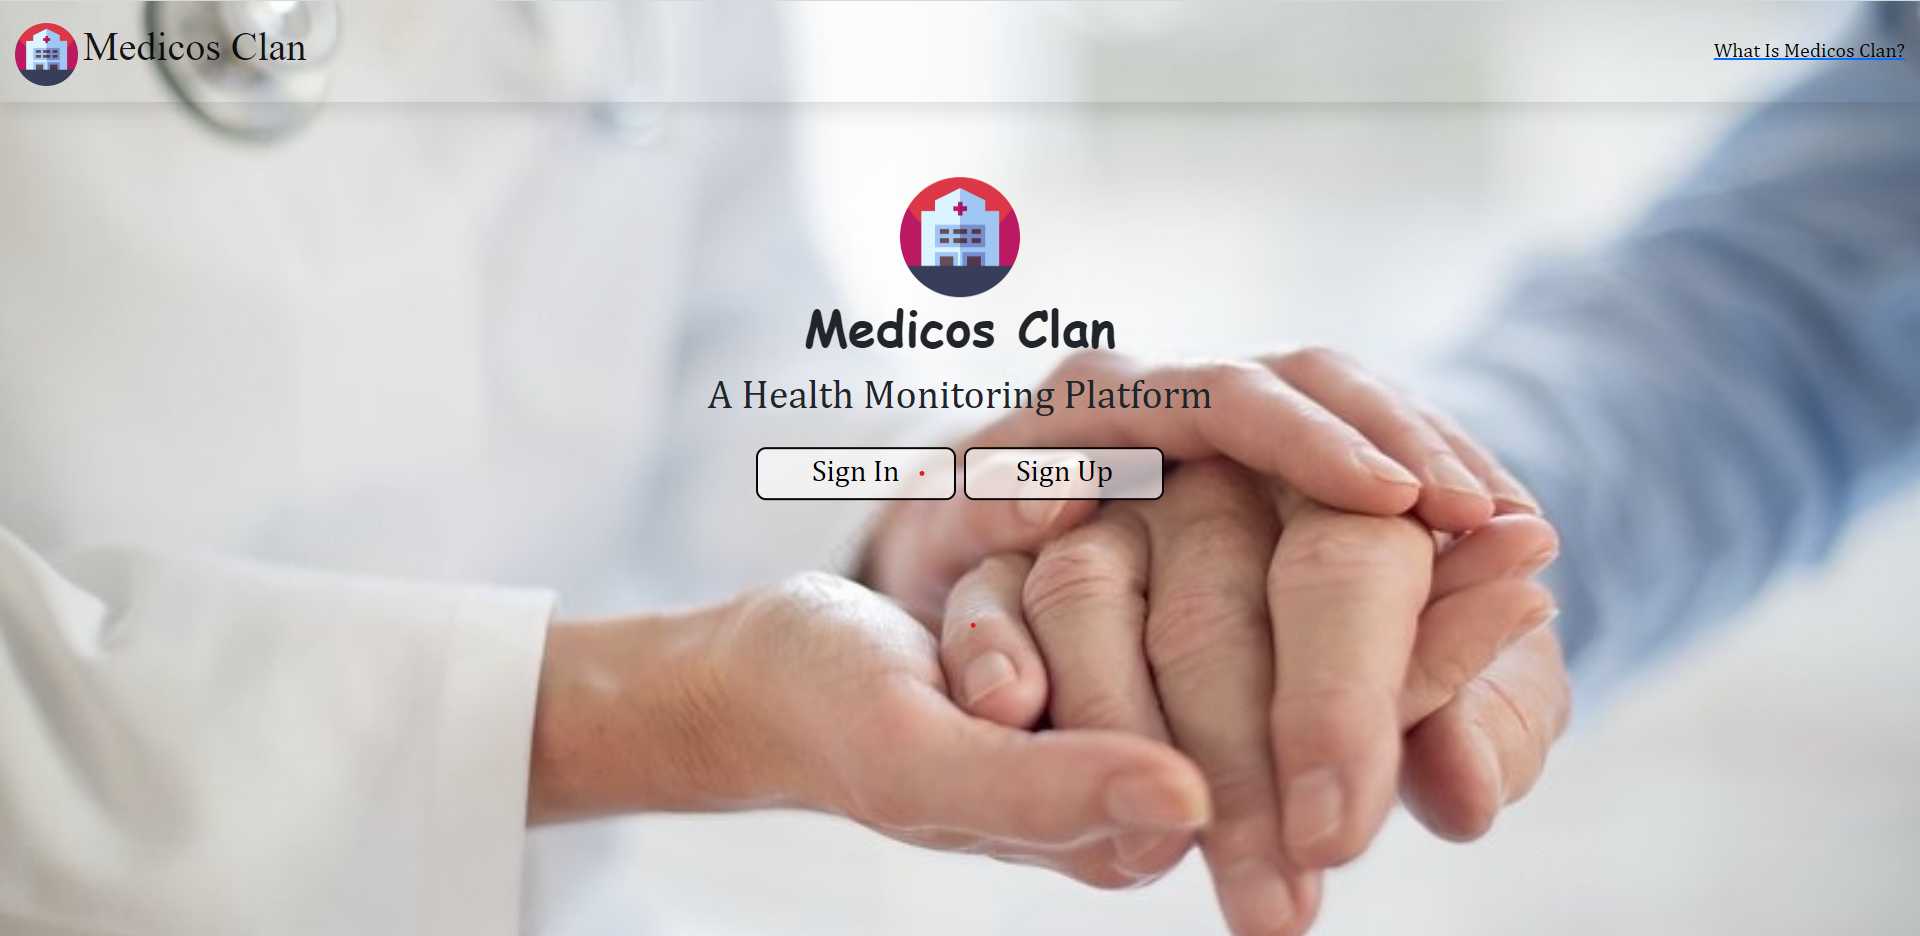 Medicos Clan
What Is Medicos Clan?
Medicos Clan
A Health Monitoring Platform
Sign In
Sign Up